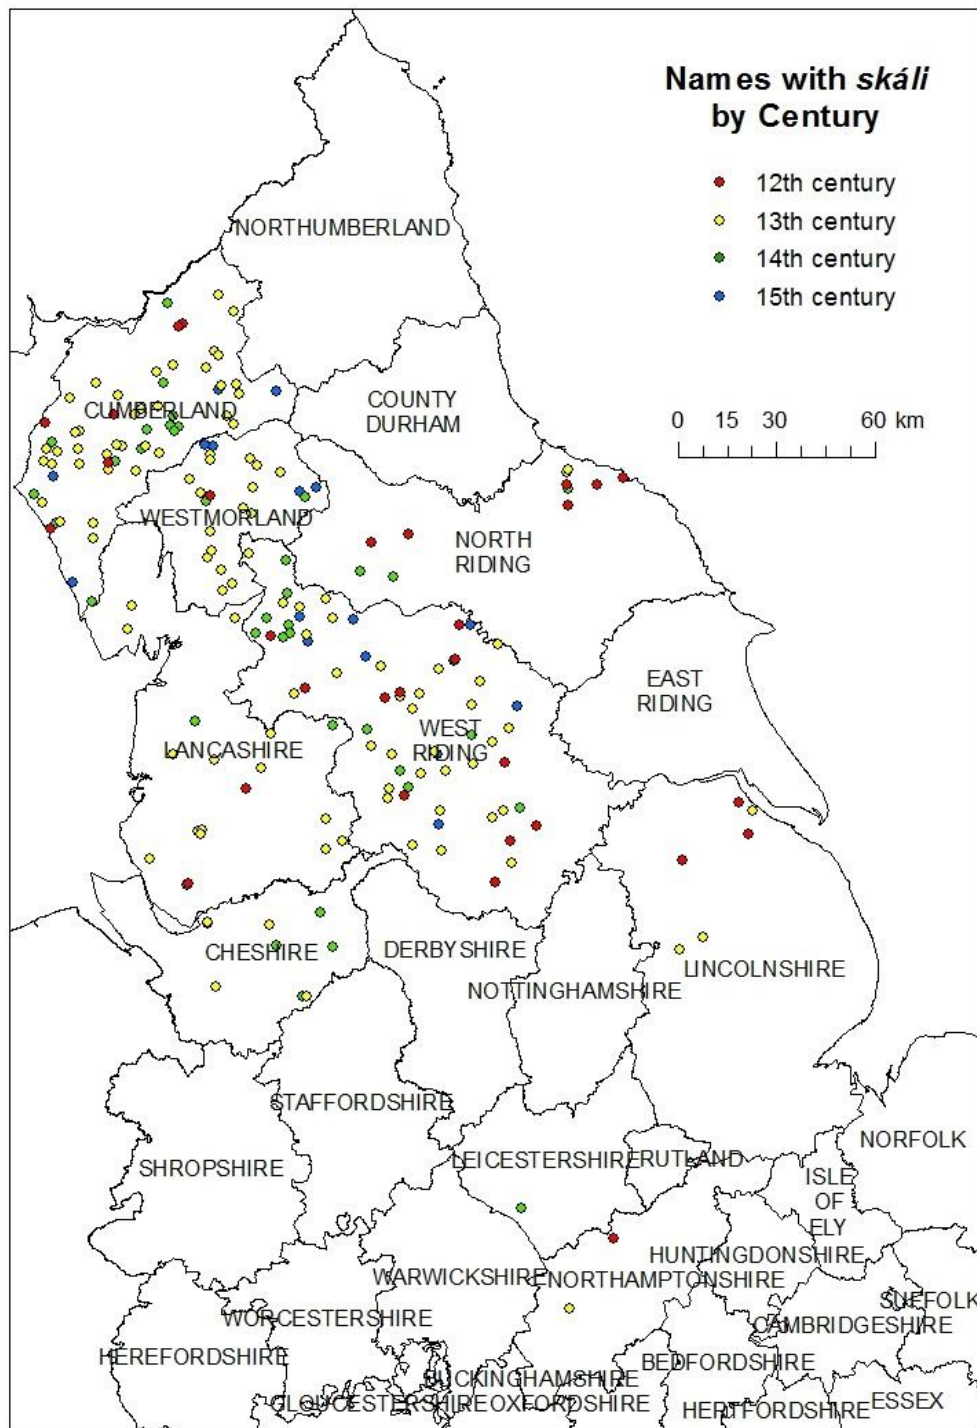 Names with skáli
by Century
12th century
13th century
14th century
15th century
NORTHUMBERLAND
COUNTY
DURHAM
CUMBERLAND
0 15 30 60 km
WESTMORLAND
NORTH
RIDING
EAST
RIDING
WEST
RIDING
LANCASHIRE
CHESHIRE
DERBYSHIRE
NOTTINGHAMSHIRE
LINCOLNSHIRE
STAFFORDSHIRE
NORFOLK
SHROPSHIRE
LEICESTERSHIRE
RUTLAND
ISLE
OF
ELY
HUNTINGDONSHIRE
WARWICKSHIRE
NORTHAMPTONSHIRE
SUFFOLK
WORCESTERSHIRE
CAMBRIDGESHIRE
HEREFORDSHIRE
BEDFORDSHIRE
BUCKINGHAMSHIRE
GLOUCESTERSHIRE
OXFORDSHIRE
HERTFORDSHIRE
ESSEX